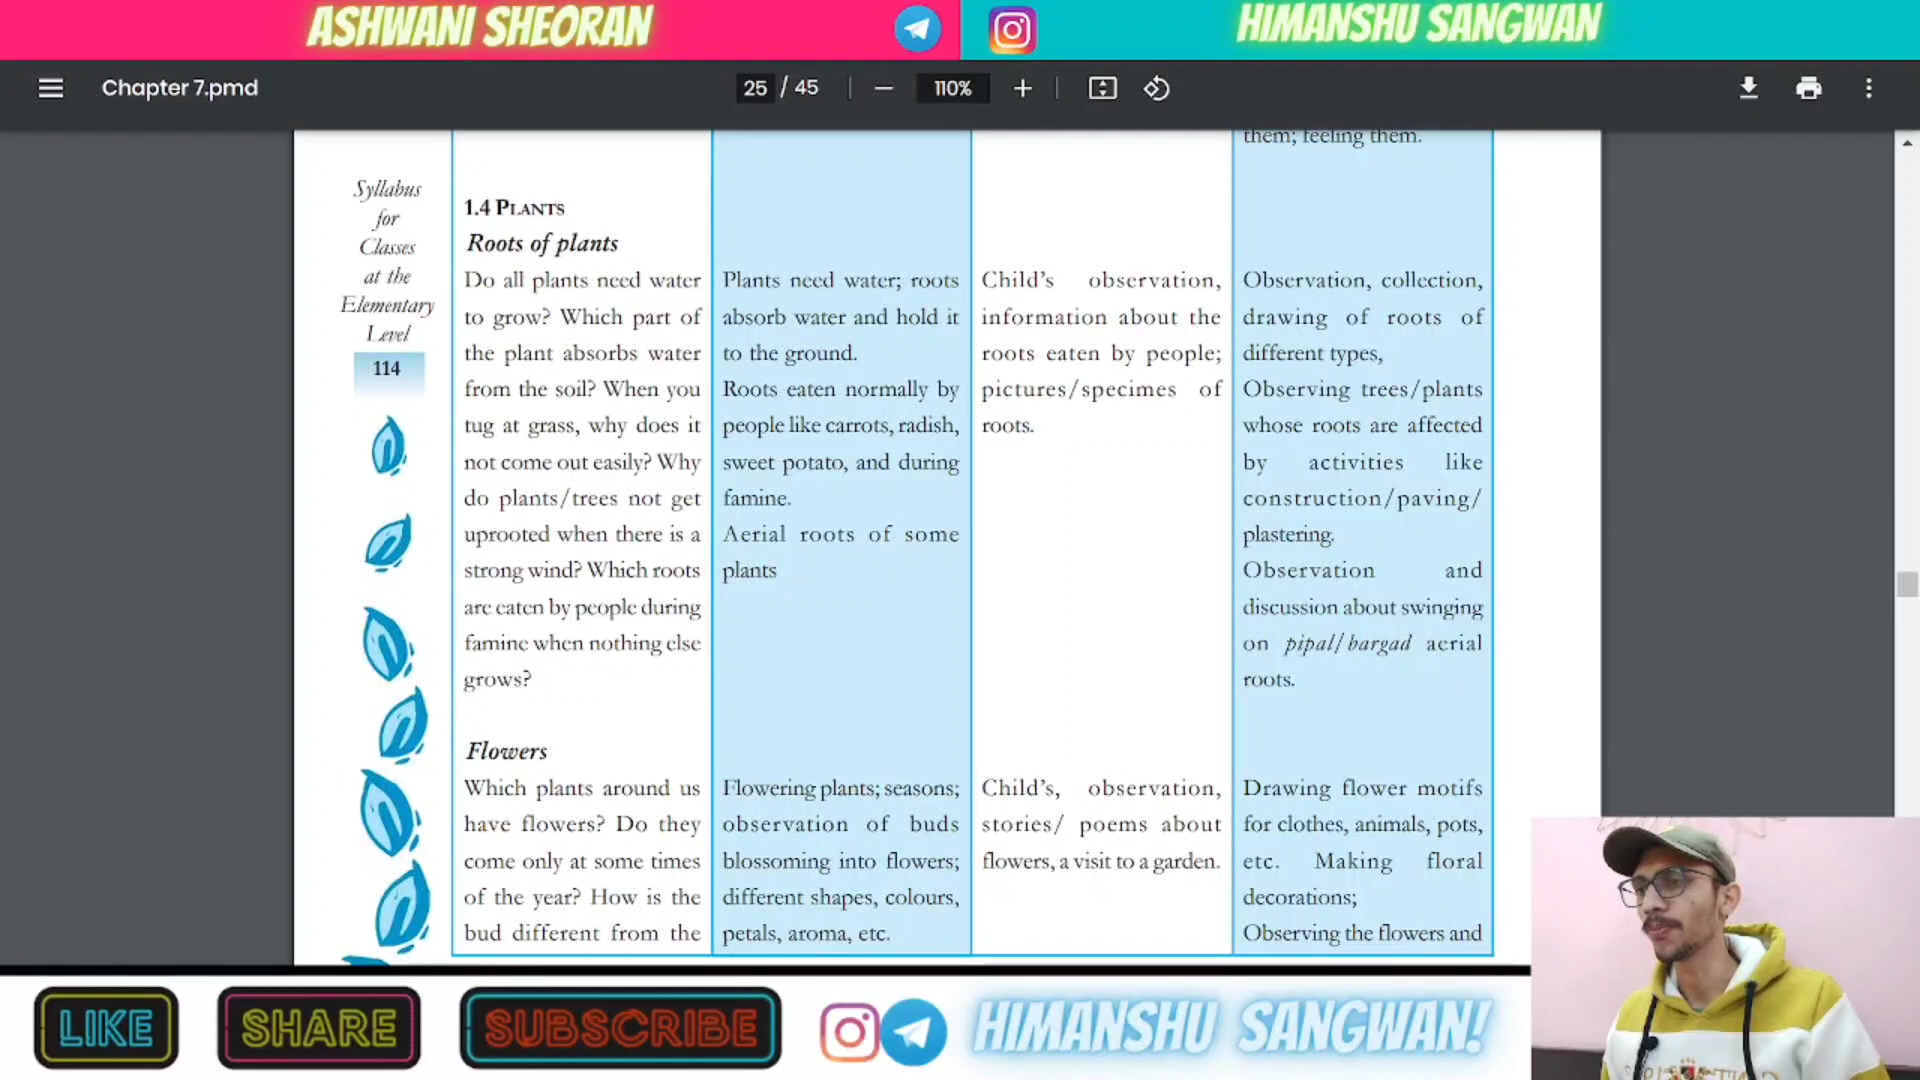 ASHWANI SHEORAN
HIMANSHU SANGWAN
Chapter 7.pmd
25 / 45
110%
them; feeling them.
Syllabus
for
Classes
at the
Elementary
Level
114
1.4 PLANTS
Roots of plants
Do all plants need water
to grow? Which part of
the plant absorbs water
from the soil? When you
tug at grass, why does it
not come out easily? Why
do plants/trees not get
uprooted when there is a
strong wind? Which roots
are eaten by people during
famine when nothing else
grows?
Plants need water; roots
absorb water and hold it
to the ground.
Roots eaten normally by
people like carrots, radish,
sweet potato, and during
famine.
Aerial roots of some
plants
Child's observation,
information about the
roots eaten by people;
pictures/specimes of
roots.
Observation, collection,
drawing of roots of
different types,
Observing trees/plants
whose roots are affected
by activities like
construction/paving/
plastering.
Observation and
discussion about swinging
on pipal/bargad aerial
roots.
Flowers
Which plants around us
have flowers? Do they
come only at some times
of the year? How is the
bud different from the
Flowering plants; seasons;
observation of buds
blossoming into flowers;
different shapes, colours,
petals, aroma, etc.
Child's, observation,
stories/ poems about
flowers, a visit to a garden.
Drawing flower motifs
for clothes, animals, pots,
etc. Making floral
decorations;
Observing the flowers and
LIKE
SHARE
SUBSCRIBE
HIMANSHU SANGWAN!